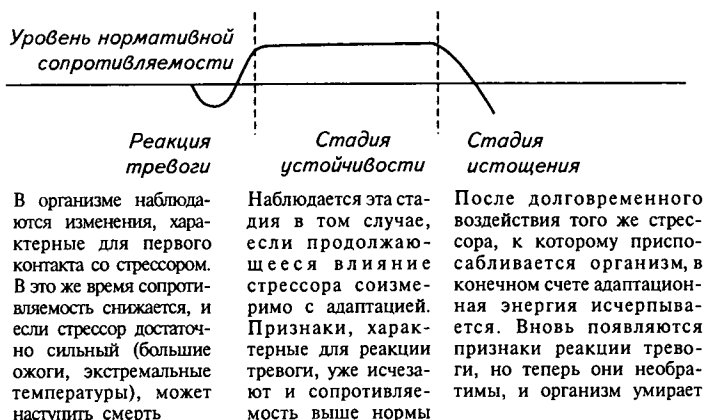 Уровень нормативной
сопротивляемости
Реакция
тревоги
Стадия
устойчивости
Стадия
истощения
В организме наблюда-
ются изменения, хара-
ктерные для первого
контакта со стрессором.
В это же время сопроти-
вляемость снижается, и
если стрессор достаточ-
но сильный (большие
ожоги, экстремальные
температуры), может
наступить смерть
Наблюдается эта ста-
дия в том случае,
если продолжаю-
щееся влияние
стрессора соизме-
римо с адаптацией.
Признаки, харак-
терные для реакции
тревоги, уже исчеза-
ют и сопротивляе-
мость выше нормы
После долговременного
воздействия того же стрес-
сора, к которому приспо-
сабливается организм, в
конечном счете адаптацион-
ная энергия исчерпыва-
ется. Вновь появляются
признаки реакции трево-
ги, но теперь они необра-
тимы, и организм умирает